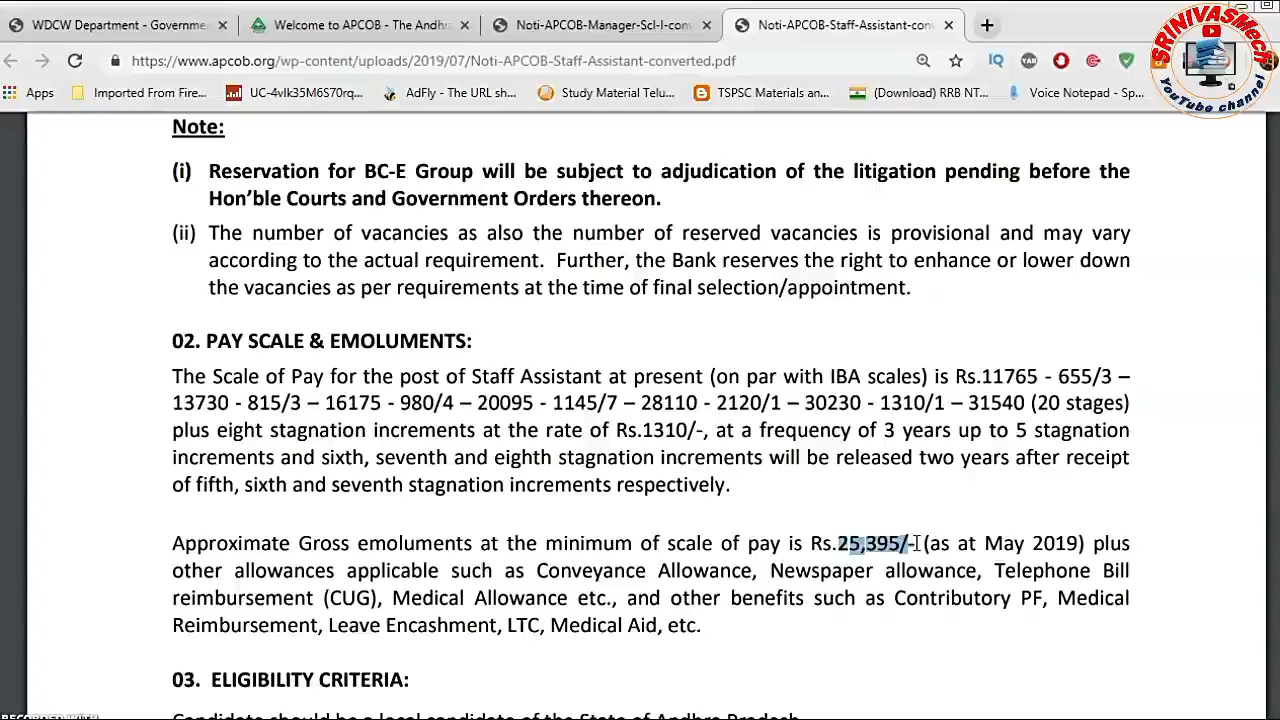 WDCW Department - Governme
Welcome to APCOB - The Andhr
Noti-APCOB-Manager-Scl-I-con
Noti-APCOB-Staff-Assistant-con
https://www.apcob.org/wp-content/uploads/2019/07/Noti-APCOB-Staff-Assistant-converted.pdf
Apps
Imported From Fire...
UC-4vlk35M6S70rq...
AdFly - The URL sh...
Study Material Telu...
TSPSC Materials an...
(Download) RRB NT...
Voice Notepad - Sp...
SRINIVASMech
YouTube channel
Note:
(i) Reservation for BC-E Group will be subject to adjudication of the litigation pending before the
Hon'ble Courts and Government Orders thereon.
(ii) The number of vacancies as also the number of reserved vacancies is provisional and may vary
according to the actual requirement. Further, the Bank reserves the right to enhance or lower down
the vacancies as per requirements at the time of final selection/appointment.
02. PAY SCALE & EMOLUMENTS:
The Scale of Pay for the post of Staff Assistant at present (on par with IBA scales) is Rs.11765 - 655/3 –
13730 - 815/3 – 16175 - 980/4 – 20095 - 1145/7 – 28110 - 2120/1 – 30230 - 1310/1 – 31540 (20 stages)
plus eight stagnation increments at the rate of Rs.1310/-, at a frequency of 3 years up to 5 stagnation
increments and sixth, seventh and eighth stagnation increments will be released two years after receipt
of fifth, sixth and seventh stagnation increments respectively.
Approximate Gross emoluments at the minimum of scale of pay is Rs.25,395/- (as at May 2019) plus
other allowances applicable such as Conveyance Allowance, Newspaper allowance, Telephone Bill
reimbursement (CUG), Medical Allowance etc., and other benefits such as Contributory PF, Medical
Reimbursement, Leave Encashment, LTC, Medical Aid, etc.
03. ELIGIBILITY CRITERIA:
Candidate should be a local candidate of the State of Andhra Pradesh